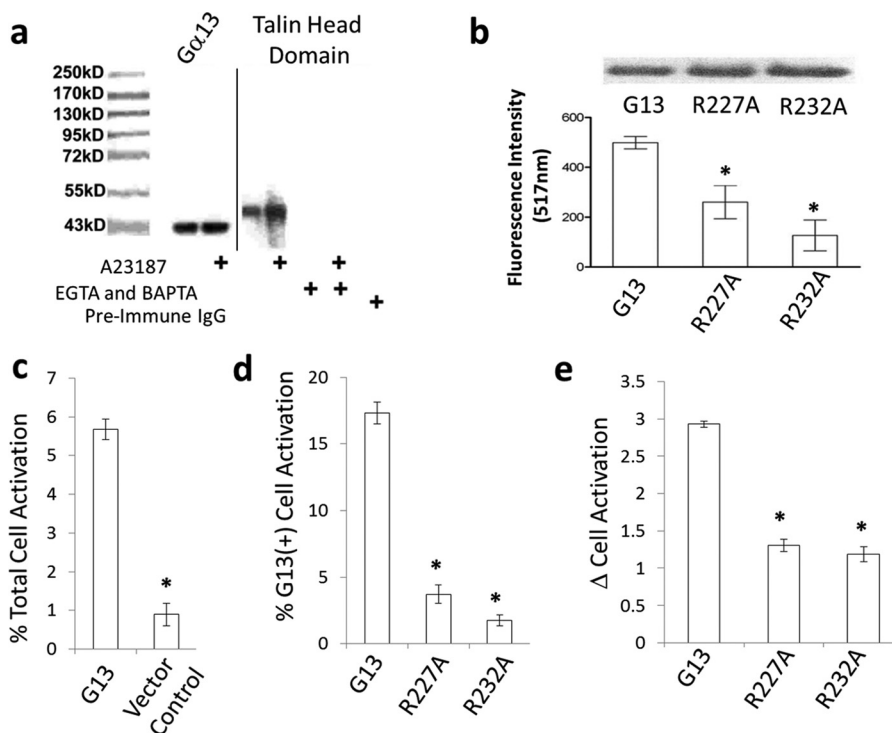 a
Gα13
Talin Head
Domain
250kD
170kD
130kD
95kD
72kD
55kD
43kD
A23187 + + +
EGTA and BAPTA + +
Pre-Immune IgG +
b
G13 R227A R232A
Fluorescence Intensity
(517nm)
600
400
200
0
* *
G13 R227A R232A
c
% Total Cell Activation
7
6
5
4
3
2
1
0
*
G13
Vector
Control
d
% G13(+) Cell Activation
20
15
10
5
0
* *
G13 R227A R232A
e
Δ Cell Activation
3.5
3
2.5
2
1.5
1
0.5
0
* *
G13 R227A R232A